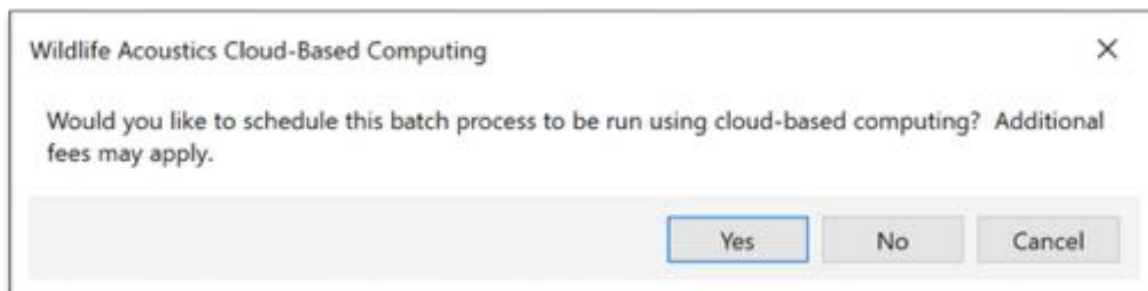 Wildlife Acoustics Cloud-Based Computing
Would you like to schedule this batch process to be run using cloud-based computing?  Additional
fees may apply.
Yes No Cancel